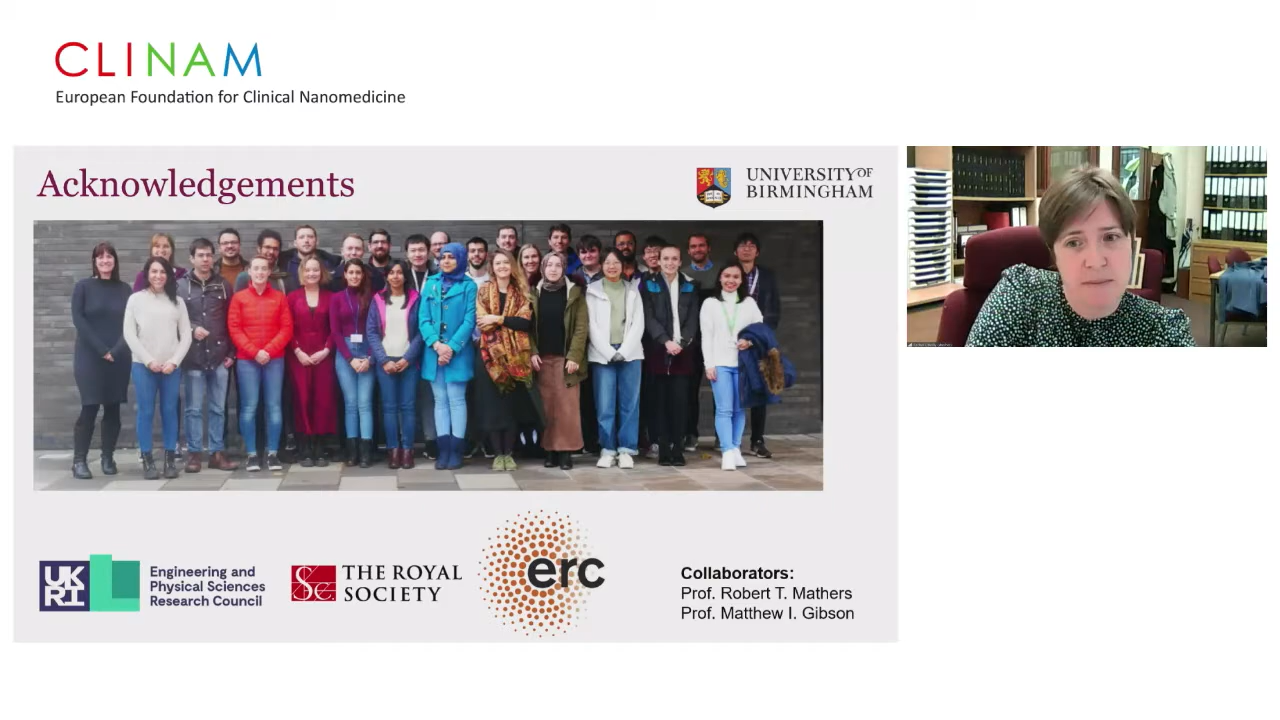 CLINAM
European Foundation for Clinical Nanomedicine
Acknowledgements
UNIVERSITY OF
BIRMINGHAM
UK
RI
Engineering and
Physical Sciences
Research Council
THE ROYAL
SOCIETY
erc
Collaborators:
Prof. Robert T. Mathers
Prof. Matthew I. Gibson